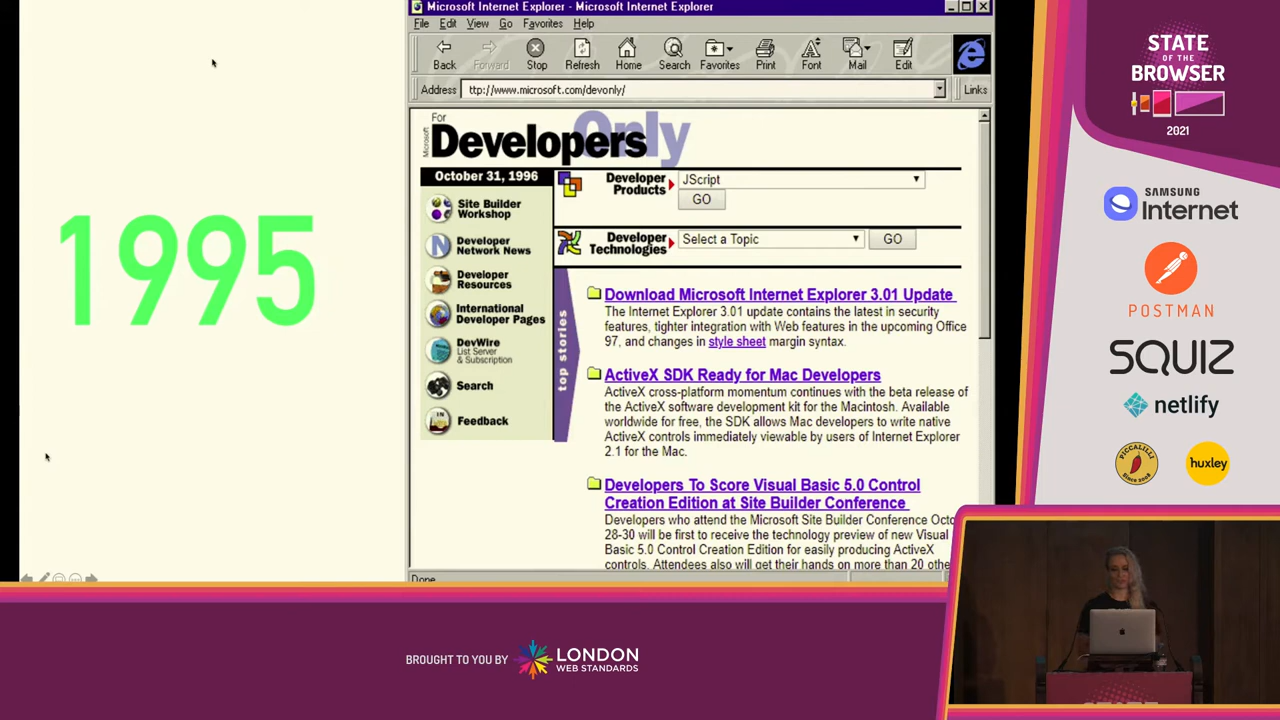 1995
Microsoft Internet Explorer - Microsoft Internet Explorer
File Edit View Go Favorites Help
Back Forward Stop Refresh Home Search Favorites Print Font Mail Edit
Address ttp://www.microsoft.com/devonly/ Links
Microsoft
For
Developers Only
October 31, 1996
Site Builder
Workshop
Developer
Network News
Developer
Resources
International
Developer Pages
DevWire
List Server
& Subscription
Search
Feedback
Developer
Products
JScript
GO
Developer
Technologies
Select a Topic
GO
top stories
Download Microsoft Internet Explorer 3.01 Update
The Internet Explorer 3.01 update contains the latest in security
features, tighter integration with Web features in the upcoming Office
97, and changes in style sheet margin syntax.
ActiveX SDK Ready for Mac Developers
ActiveX cross-platform momentum continues with the beta release of
the ActiveX software development kit for the Macintosh. Available
worldwide for free, the SDK allows Mac developers to write native
ActiveX controls immediately viewable by users of Internet Explorer
2.1 for the Mac.
Developers To Score Visual Basic 5.0 Control
Creation Edition at Site Builder Conference
Developers who attend the Microsoft Site Builder Conference Octo
28-30 will be first to receive the technology preview of new Visual
Basic 5.0 Control Creation Edition for easily producing ActiveX
controls. Attendees also will get their hands on more than 20 othe
Done
STATE
OF THE
BROWSER
2021
SAMSUNG
Internet
POSTMAN
SQUIZ
netlify
PICCALILLI
Since 2018
huxley
BROUGHT TO YOU BY
LONDON
WEB STANDARDS